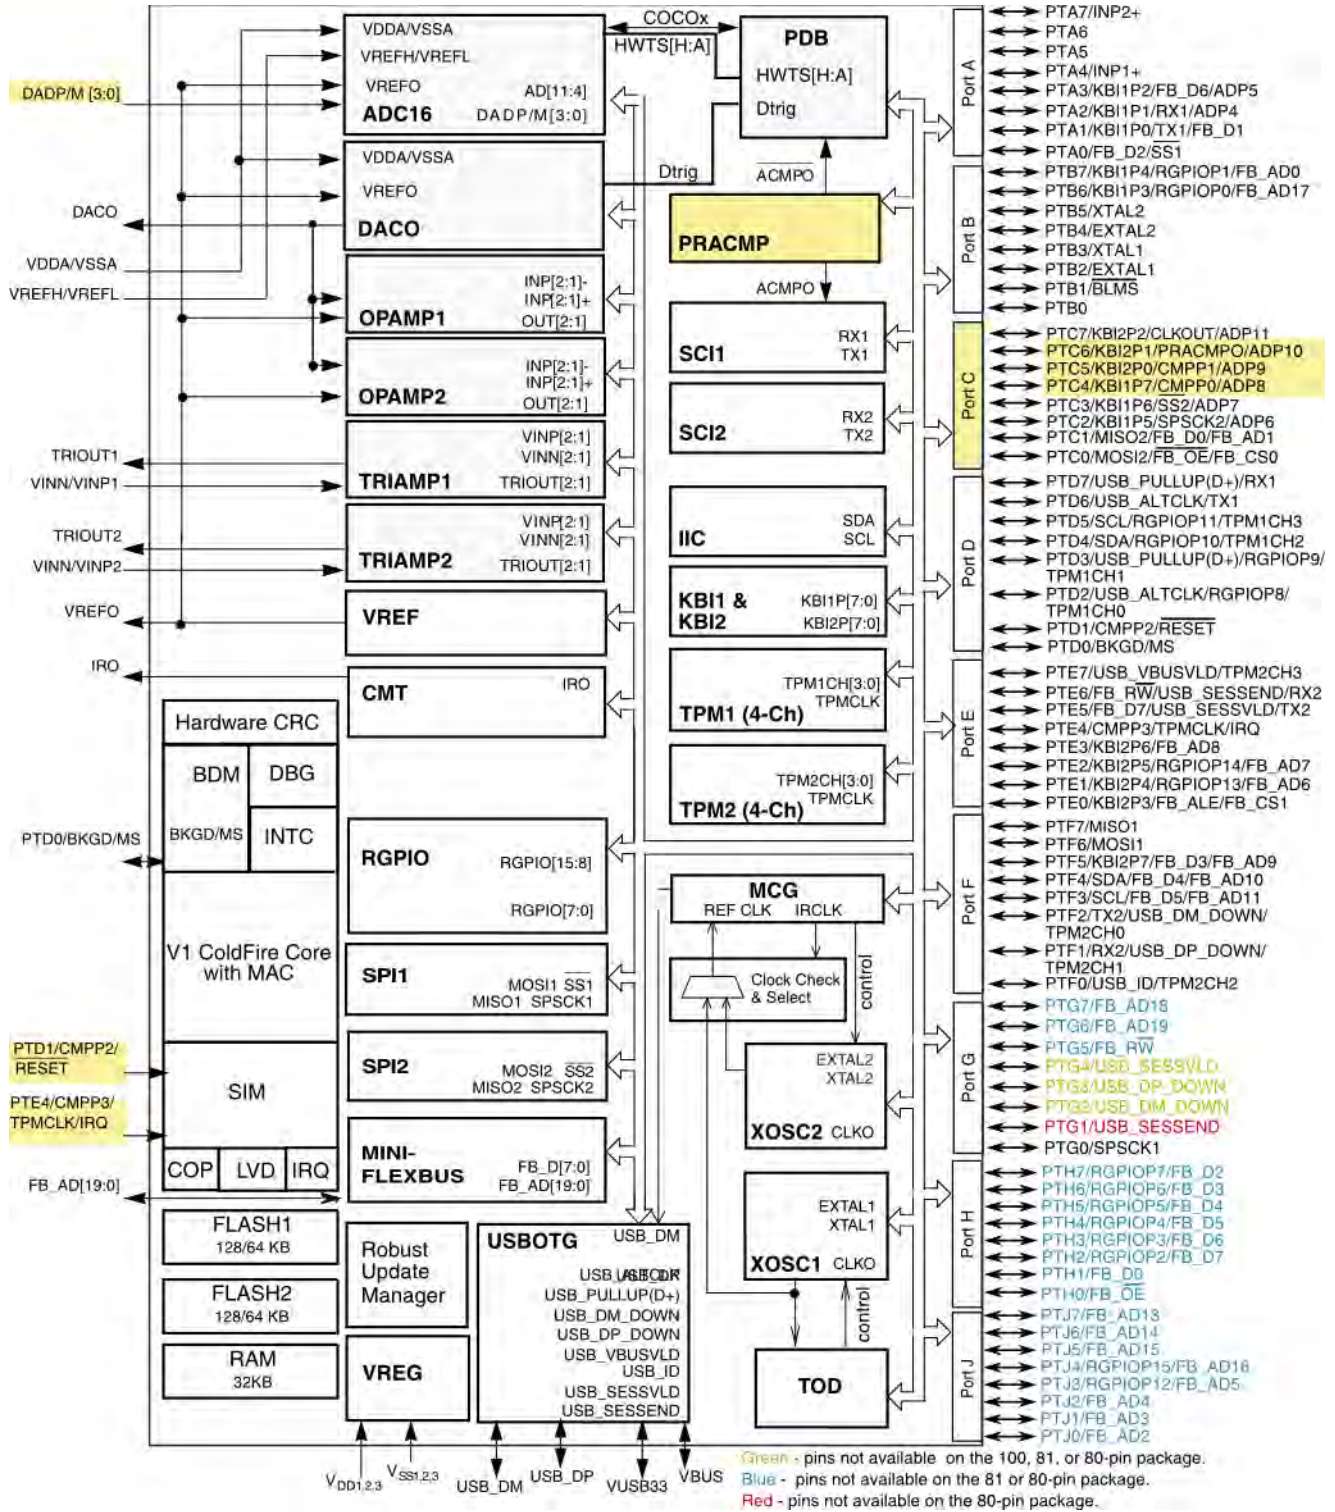 DADP/M [3:0]
DACO
VDDA/VSSA
VREFH/VREFL
TRIOUT1
VINN/VINP1
TRIOUT2
VINN/VINP2
VREFO
IRO
PTD0/BKGD/MS
PTD1/CMPP2/
RESET
PTE4/CMPP3/
TPMCLK/IRQ
FB_AD[19:0]
Hardware CRC
BDM
DBG
BKGD/MS
INTC
V1 ColdFire Core
with MAC
SIM
COP
LVD
IRQ
FLASH1
128/64 KB
FLASH2
128/64 KB
RAM
32KB
VDDA/VSSA
VREFH/VREFL
VREFO
AD[11:4]
ADC16
DADP/M[3:0]
VDDA/VSSA
VREFO
DACO
INP[2:1]-
INP[2:1]+
OPAMP1
OUT[2:1]
INP[2:1]-
INP[2:1]+
OPAMP2
OUT[2:1]
VINP[2:1]
VINN[2:1]
TRIAMP1
TRIOUT[2:1]
VINP[2:1]
VINN[2:1]
TRIAMP2
TRIOUT[2:1]
VREF
CMT
IRO
RGPIO
RGPIO[15:8]
RGPIO[7:0]
SPI1
MOSI1 SS1
MISO1 SPSCK1
SPI2
MOSI2 SS2
MISO2 SPSCK2
MINI-
FLEXBUS
FB_D[7:0]
FB_AD[19:0]
Robust
Update
Manager
VREG
VDD1,2,3
VSS1,2,3
USBOTG
USB_DM
USB_PULLUP(D+)
USB_DM_DOWN
USB_DP_DOWN
USB_VBUSVLD
USB_ID
USB_SESSVLD
USB_SESSEND
USB_DM
USB_DP
VUSB33
VBUS
COCOx
HWTS[H:A]
Dtrig
PDB
HWTS[H:A]
Dtrig
ACMPO
PRACMP
ACMPO
SCI1
RX1
TX1
SCI2
RX2
TX2
IIC
SDA
SCL
KBI1 &
KBI2
KBI1P[7:0]
KBI2P[7:0]
TPM1CH[3:0]
TPMCLK
TPM1 (4-Ch)
TPM2CH[3:0]
TPMCLK
TPM2 (4-Ch)
MCG
REF CLK
IRCLK
Clock Check
& Select
control
EXTAL2
XTAL2
XOSC2
CLKO
EXTAL1
XTAL1
XOSC1
CLKO
control
TOD
Port A
PTA7/INP2+
PTA6
PTA5
PTA4/INP1+
PTA3/KBI1P2/FB_D6/ADP5
PTA2/KBI1P1/RX1/ADP4
PTA1/KBI1P0/TX1/FB_D1
PTA0/FB_D2/SS1
Port B
PTB7/KBI1P4/RGPIOP1/FB_AD0
PTB6/KBI1P3/RGPIOP0/FB_AD17
PTB5/XTAL2
PTB4/EXTAL2
PTB3/XTAL1
PTB2/EXTAL1
PTB1/BLMS
PTB0
Port C
PTC7/KBI2P2/CLKOUT/ADP11
PTC6/KBI2P1/PRACMPO/ADP10
PTC5/KBI2P0/CMPP1/ADP9
PTC4/KBI1P7/CMPP0/ADP8
PTC3/KBI1P6/SS2/ADP7
PTC2/KBI1P5/SPSCK2/ADP6
PTC1/MISO2/FB_D0/FB_AD1
PTC0/MOSI2/FB_OE/FB_CS0
Port D
PTD7/USB_PULLUP(D+)/RX1
PTD6/USB_ALTCLK/TX1
PTD5/SCL/RGPIOP11/TPM1CH3
PTD4/SDA/RGPIOP10/TPM1CH2
PTD3/USB_PULLUP(D+)/RGPIOP9/
TPM1CH1
PTD2/USB_ALTCLK/RGPIOP8/
TPM1CH0
PTD1/CMPP2/RESET
PTD0/BKGD/MS
Port E
PTE7/USB_VBUSVLD/TPM2CH3
PTE6/FB_RW/USB_SESSEND/RX2
PTE5/FB_D7/USB_SESSVLD/TX2
PTE4/CMPP3/TPMCLK/IRQ
PTE3/KBI2P6/FB_AD8
PTE2/KBI2P5/RGPIOP14/FB_AD7
PTE1/KBI2P4/RGPIOP13/FB_AD6
PTE0/KBI2P3/FB_ALE/FB_CS1
Port F
PTF7/MISO1
PTF6/MOSI1
PTF5/KBI2P7/FB_D3/FB_AD9
PTF4/SDA/FB_D4/FB_AD10
PTF3/SCL/FB_D5/FB_AD11
PTF2/TX2/USB_DM_DOWN/
TPM2CH0
PTF1/RX2/USB_DP_DOWN/
TPM2CH1
PTF0/USB_ID/TPM2CH2
Port G
PTG7/FB_AD18
PTG6/FB_AD19
PTG5/FB_RW
PTG4/USB_SESSVLD
PTG3/USB_DP_DOWN
PTG2/USB_DM_DOWN
PTG1/USB_SESSEND
PTG0/SPSCK1
Port H
PTH7/RGPIOP7/FB_D2
PTH6/RGPIOP6/FB_D3
PTH5/RGPIOP5/FB_D4
PTH4/RGPIOP4/FB_D5
PTH3/RGPIOP3/FB_D6
PTH2/RGPIOP2/FB_D7
PTH1/FB_D0
PTH0/FB_OE
Port J
PTJ7/FB_AD13
PTJ6/FB_AD14
PTJ5/FB_AD15
PTJ4/RGPIOP15/FB_AD16
PTJ3/RGPIOP12/FB_AD5
PTJ2/FB_AD4
PTJ1/FB_AD3
PTJ0/FB_AD2
Green - pins not available on the 100, 81, or 80-pin package.
Blue - pins not available on the 81 or 80-pin package.
Red - pins not available on the 80-pin package.